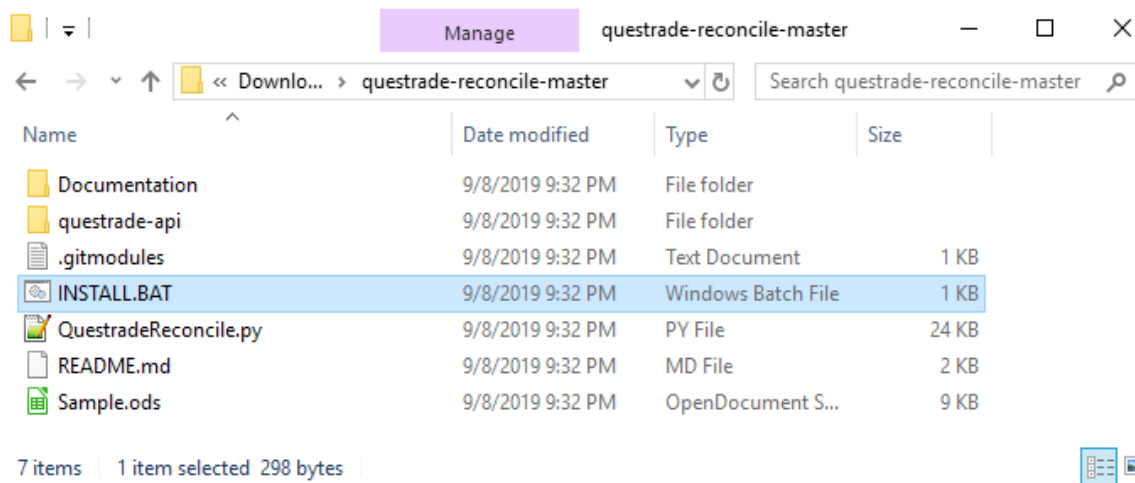 Manage questrade-reconcile-master
« Downlo... › questrade-reconcile-master Search questrade-reconcile-master
Name Date modified Type Size
Documentation 9/8/2019 9:32 PM File folder
questrade-api 9/8/2019 9:32 PM File folder
.gitmodules 9/8/2019 9:32 PM Text Document 1 KB
INSTALL.BAT 9/8/2019 9:32 PM Windows Batch File 1 KB
QuestradeReconcile.py 9/8/2019 9:32 PM PY File 24 KB
README.md 9/8/2019 9:32 PM MD File 2 KB
Sample.ods 9/8/2019 9:32 PM OpenDocument S... 9 KB
7 items 1 item selected 298 bytes